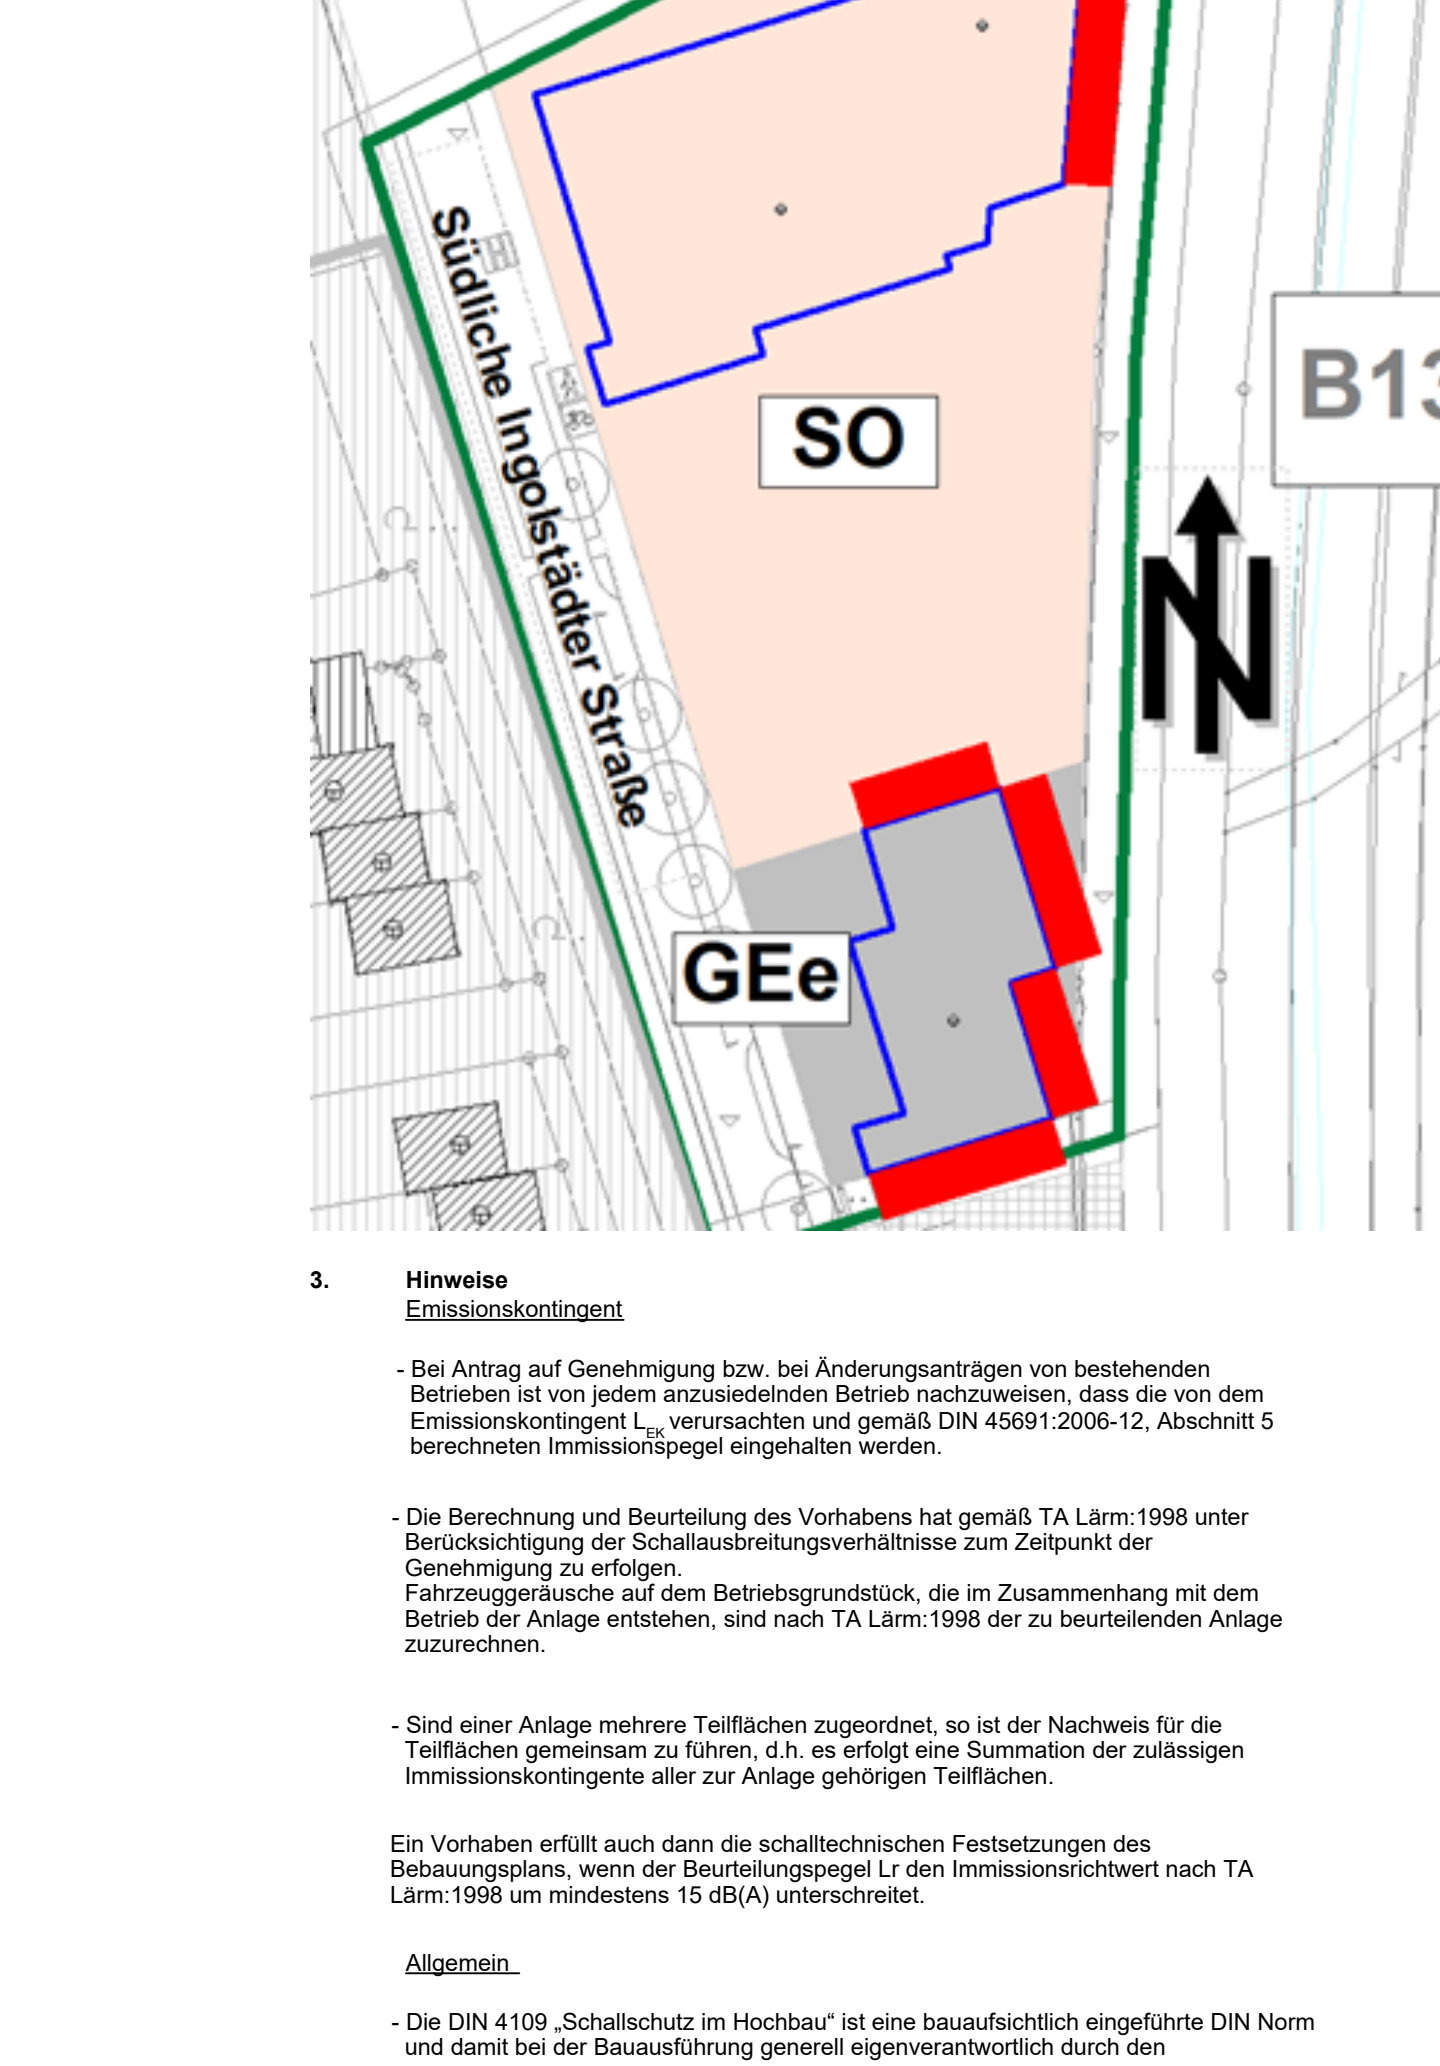 Südliche Ingolstädter Straße
SO
B13
N
GEe
3. Hinweise
Emissionskontingent
- Bei Antrag auf Genehmigung bzw. bei Änderungsanträgen von bestehenden
Betrieben ist von jedem anzusiedelnden Betrieb nachzuweisen, dass die von dem
Emissionskontingent LEK verursachten und gemäß DIN 45691:2006-12, Abschnitt 5
berechneten Immissionspegel eingehalten werden.
- Die Berechnung und Beurteilung des Vorhabens hat gemäß TA Lärm:1998 unter
Berücksichtigung der Schallausbreitungsverhältnisse zum Zeitpunkt der
Genehmigung zu erfolgen.
Fahrzeuggeräusche auf dem Betriebsgrundstück, die im Zusammenhang mit dem
Betrieb der Anlage entstehen, sind nach TA Lärm:1998 der zu beurteilenden Anlage
zuzurechnen.
- Sind einer Anlage mehrere Teilflächen zugeordnet, so ist der Nachweis für die
Teilflächen gemeinsam zu führen, d.h. es erfolgt eine Summation der zulässigen
Immissionskontingente aller zur Anlage gehörigen Teilflächen.
Ein Vorhaben erfüllt auch dann die schalltechnischen Festsetzungen des
Bebauungsplans, wenn der Beurteilungspegel Lr den Immissionsrichtwert nach TA
Lärm:1998 um mindestens 15 dB(A) unterschreitet.
Allgemein
- Die DIN 4109 „Schallschutz im Hochbau“ ist eine bauaufsichtlich eingeführte DIN Norm
und damit bei der Bauausführung generell eigenverantwortlich durch den